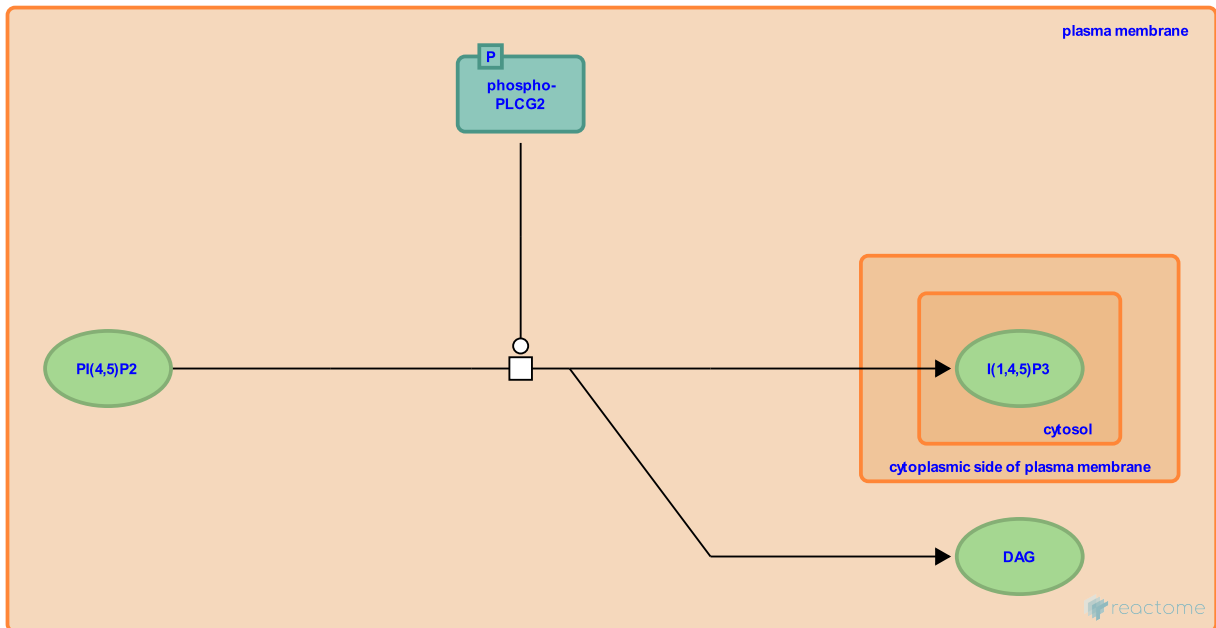 plasma membrane
P
phospho-
PLCG2
PI(4,5)P2
I(1,4,5)P3
cytosol
cytoplasmic side of plasma membrane
DAG
reactome